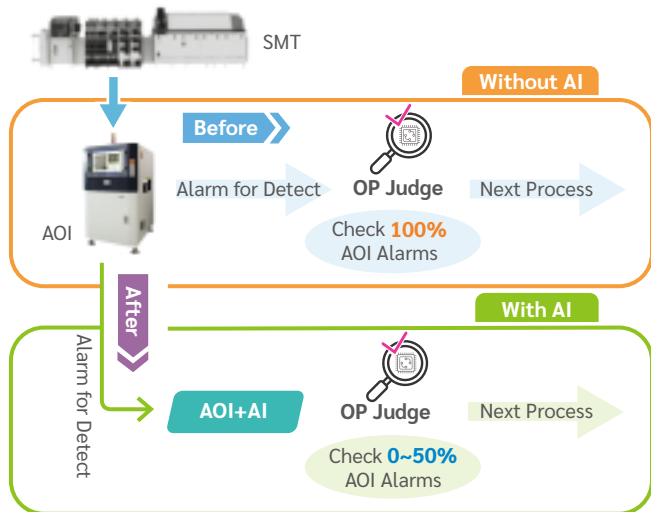 SMT
Without AI
Before
AOI
Alarm for Detect
OP Judge
Next Process
Check 100%
AOI Alarms
After
With AI
Alarm for Detect
AOI+AI
OP Judge
Next Process
Check 0~50%
AOI Alarms